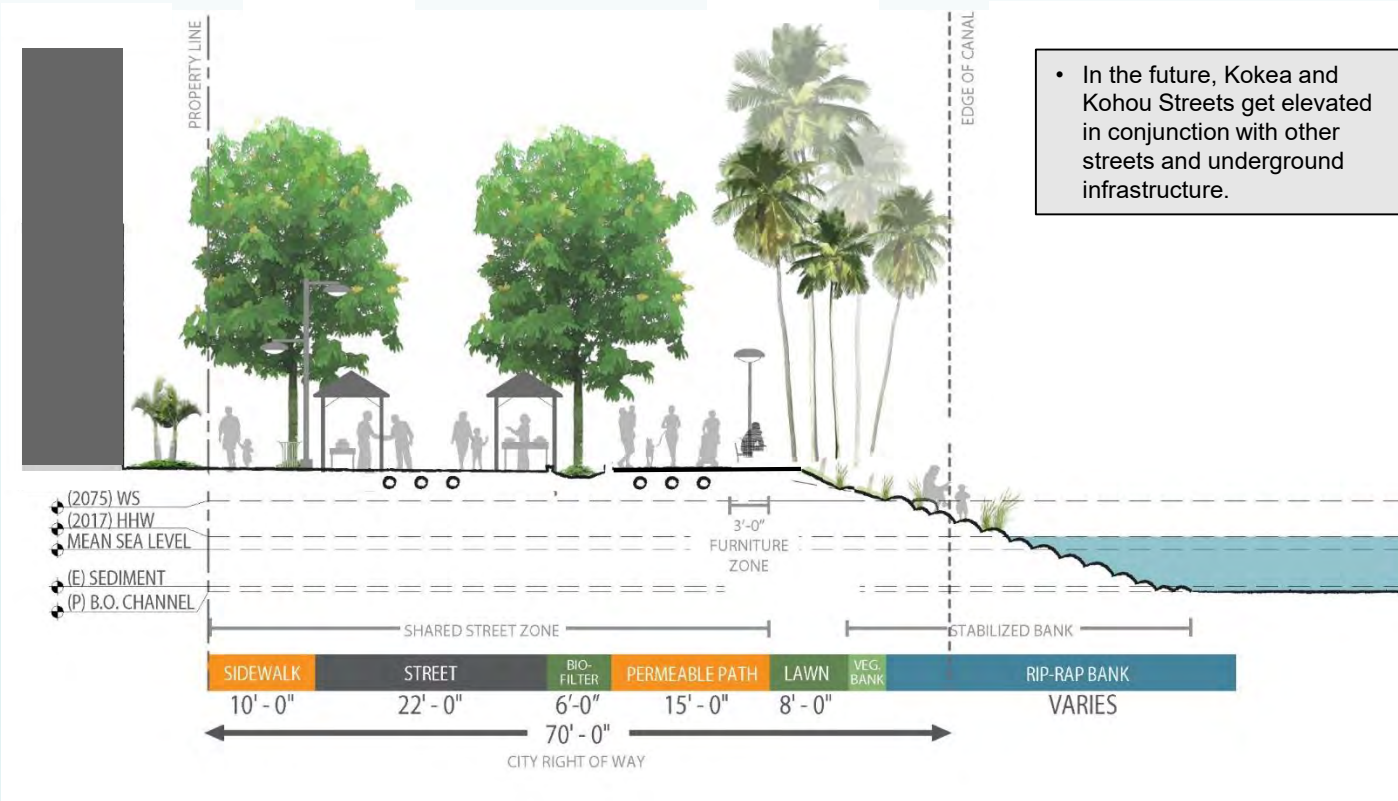 PROPERTY LINE
EDGE OF CANAL
• In the future, Kokea and
Kohou Streets get elevated
in conjunction with other
streets and underground
infrastructure.
(2075) WS
(2017) HHW
MEAN SEA LEVEL
(E) SEDIMENT
(P) B.O. CHANNEL
3'-0"
FURNITURE
ZONE
SHARED STREET ZONE
STABILIZED BANK
SIDEWALK
STREET
BIO-
FILTER
PERMEABLE PATH
LAWN
VEG.
BANK
RIP-RAP BANK
10' - 0"
22' - 0"
6'-0"
15' - 0"
8' - 0"
VARIES
70' - 0"
CITY RIGHT OF WAY